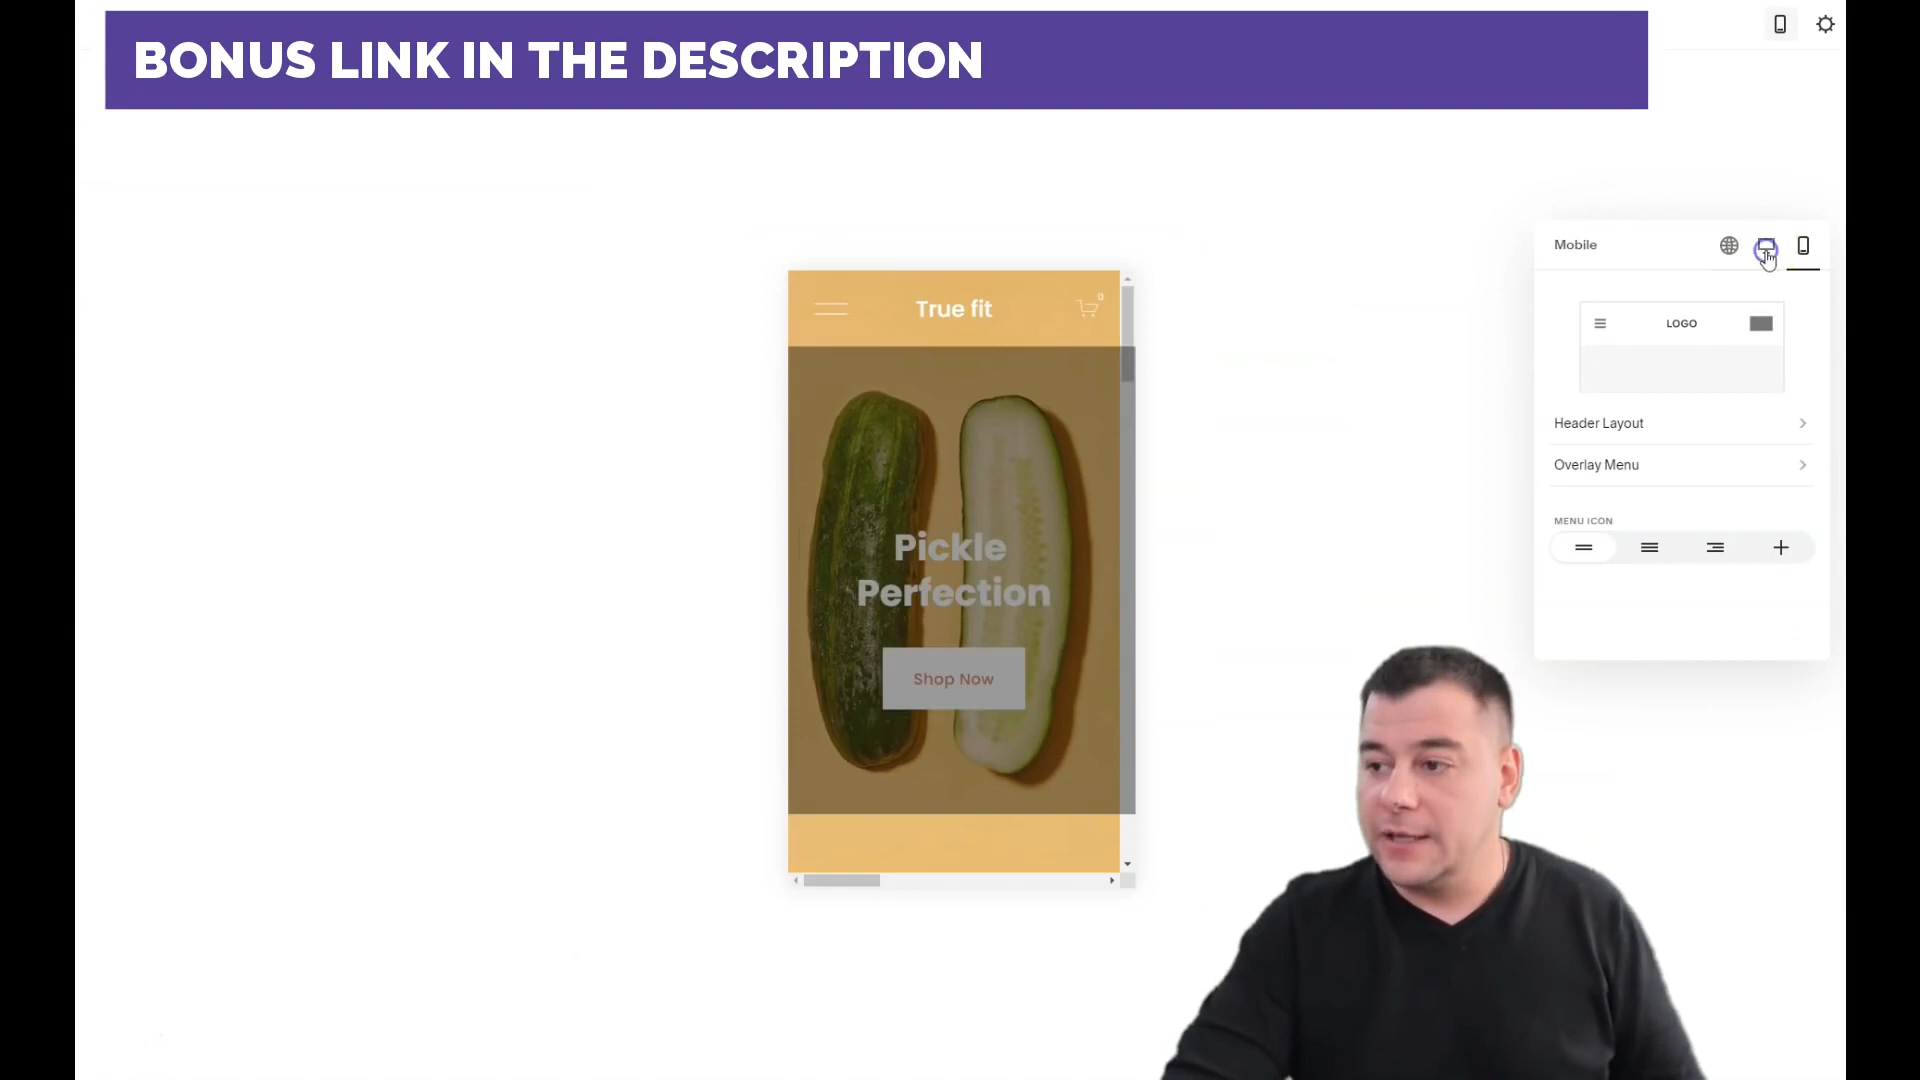 BONUS LINK IN THE DESCRIPTION
Mobile
True fit
0
LOGO
Header Layout
Overlay Menu
MENU ICON
Pickle
Perfection
Shop Now